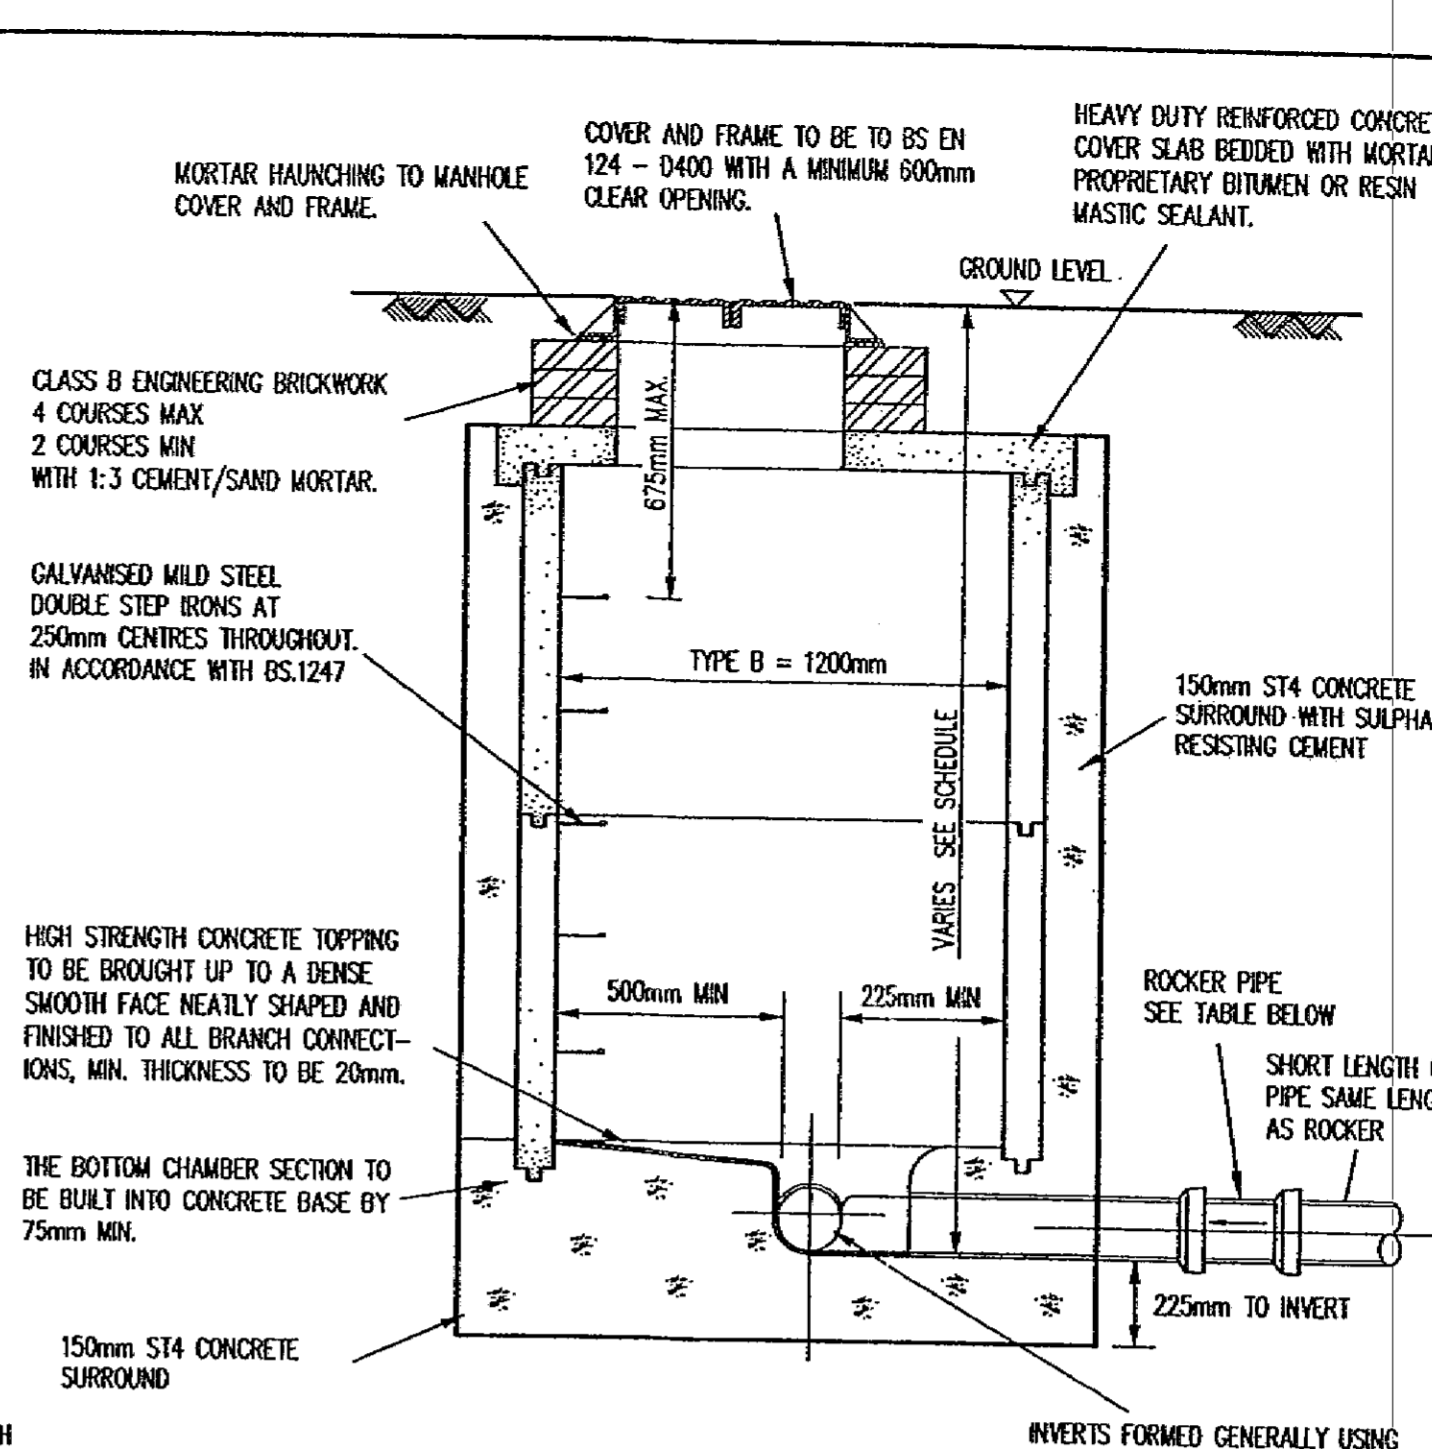 MORTAR HAUNCHING TO MANHOLE
COVER AND FRAME.
COVER AND FRAME TO BE TO BS EN
124 - D400 WITH A MINIMUM 600mm
CLEAR OPENING.
HEAVY DUTY REINFORCED CONCRE
COVER SLAB BEDDED WITH MORTAR
PROPRIETARY BITUMEN OR RESIN
MASTIC SEALANT.
GROUND LEVEL
CLASS B ENGINEERING BRICKWORK
4 COURSES MAX
2 COURSES MIN
WITH 1:3 CEMENT/SAND MORTAR.
675mm MAX.
GALVANISED MILD STEEL
DOUBLE STEP IRONS AT
250mm CENTRES THROUGHOUT.
IN ACCORDANCE WITH BS.1247
TYPE B = 1200mm
VARIES SEE SCHEDULE
150mm ST4 CONCRETE
SURROUND WITH SULPHA
RESISTING CEMENT
HIGH STRENGTH CONCRETE TOPPING
TO BE BROUGHT UP TO A DENSE
SMOOTH FACE NEATLY SHAPED AND
FINISHED TO ALL BRANCH CONNECT-
IONS, MIN. THICKNESS TO BE 20mm.
500mm MIN
225mm MIN
ROCKER PIPE
SEE TABLE BELOW
SHORT LENGTH
PIPE SAME LENG
AS ROCKER
THE BOTTOM CHAMBER SECTION TO
BE BUILT INTO CONCRETE BASE BY
75mm MIN.
225mm TO INVERT
150mm ST4 CONCRETE
SURROUND
H
INVERTS FORMED GENERALLY USING